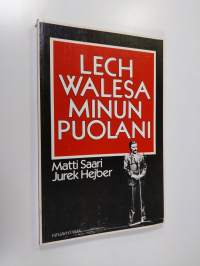 LECH
WALESA
MINUN
PUOLANI
Matti Saari
Jurek Hejber